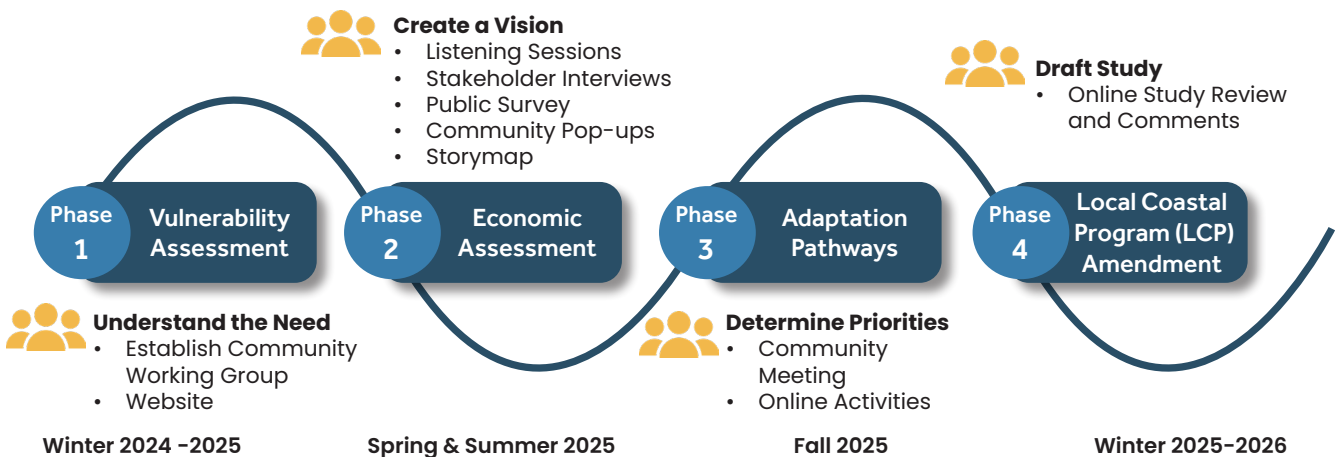 Create a Vision
• Listening Sessions
• Stakeholder Interviews
• Public Survey
• Community Pop-ups
• Storymap
Draft Study
• Online Study Review
and Comments
Phase
1
Vulnerability
Assessment
Phase
2
Economic
Assessment
Phase
3
Adaptation
Pathways
Phase
4
Local Coastal
Program (LCP)
Amendment
Understand the Need
• Establish Community
Working Group
• Website
Determine Priorities
• Community
Meeting
• Online Activities
Winter 2024 -2025
Spring & Summer 2025
Fall 2025
Winter 2025-2026